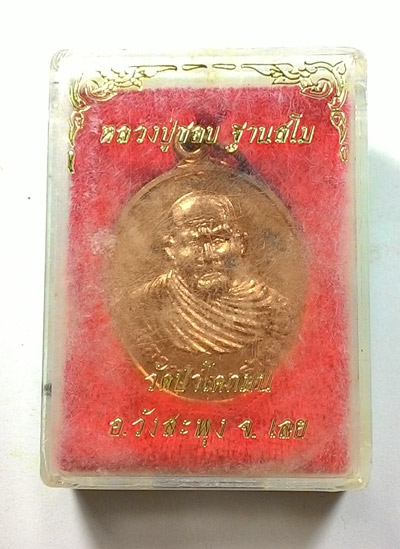 หลวงปู่ชอบ ฐานสโม
วัดป่าโคกมน
อ.วังสะพุง จ. เลย